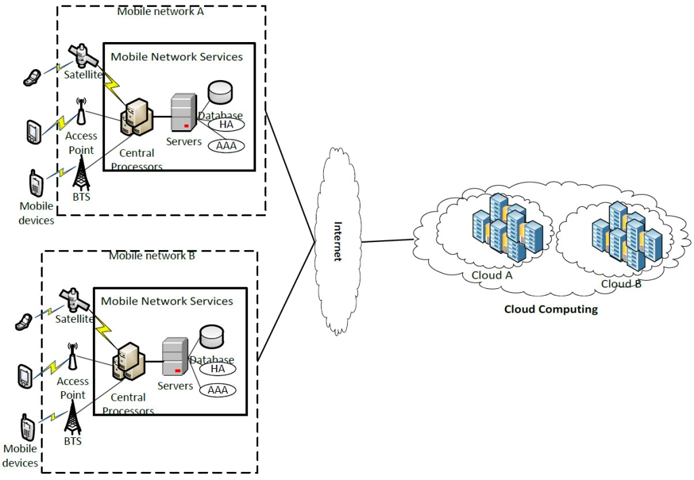 Mobile network A
Mobile Network Services
Satellite
Database
HA
Access
Point
Servers
AAA
Central
Processors
BTS
Mobile
devices
Internet
Cloud A
Cloud B
Cloud Computing
Mobile network B
Mobile Network Services
Satellite
Database
HA
Access
Point
Servers
AAA
Central
Processors
BTS
Mobile
devices